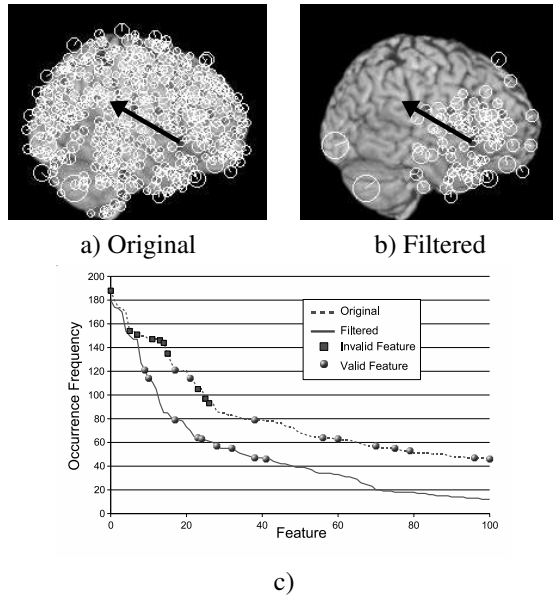 a) Original
b) Filtered
200
180
160
140
120
100
80
60
40
20
0
Occurrence Frequency
Original
Filtered
Invalid Feature
Valid Feature
0
20
40
60
80
100
Feature
c)